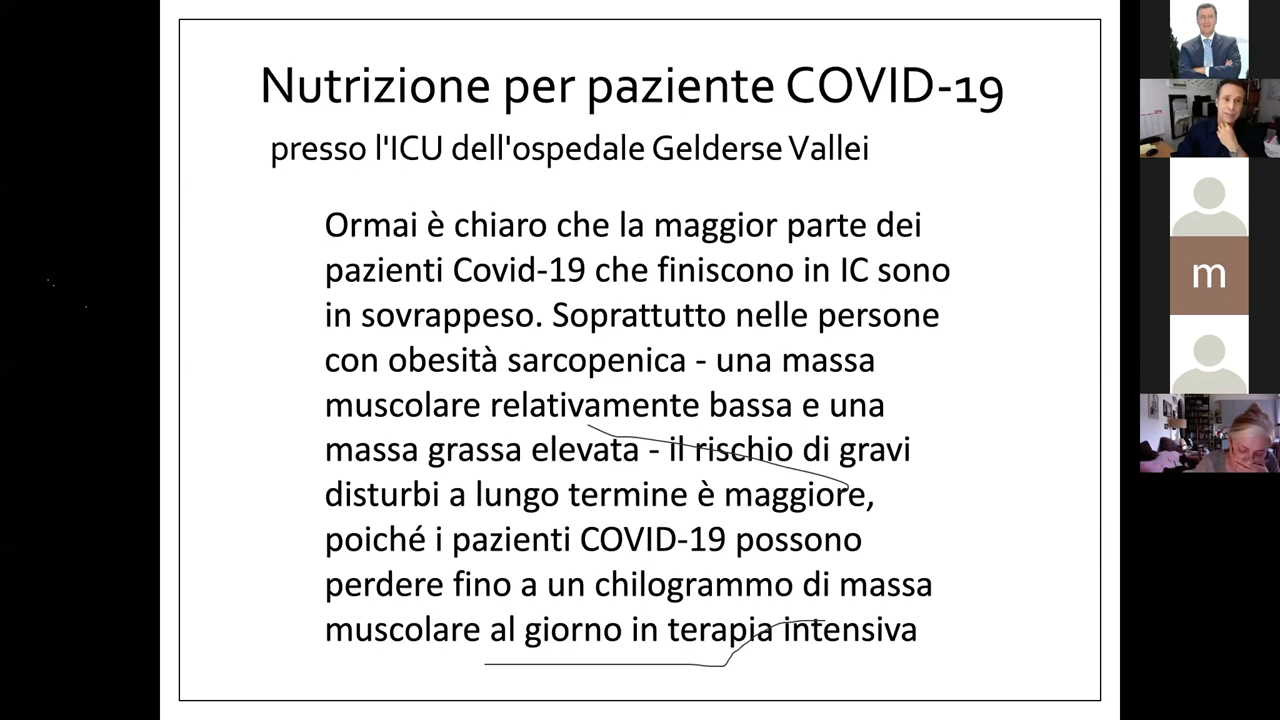 Nutrizione per paziente COVID-19
presso l'ICU dell'ospedale Gelderse Vallei
Ormai è chiaro che la maggior parte dei
pazienti Covid-19 che finiscono in IC sono
in sovrappeso. Soprattutto nelle persone
con obesità sarcopenica - una massa
muscolare relativamente bassa e una
massa grassa elevata - il rischio di gravi
disturbi a lungo termine è maggiore,
poiché i pazienti COVID-19 possono
perdere fino a un chilogrammo di massa
muscolare al giorno in terapia intensiva
m